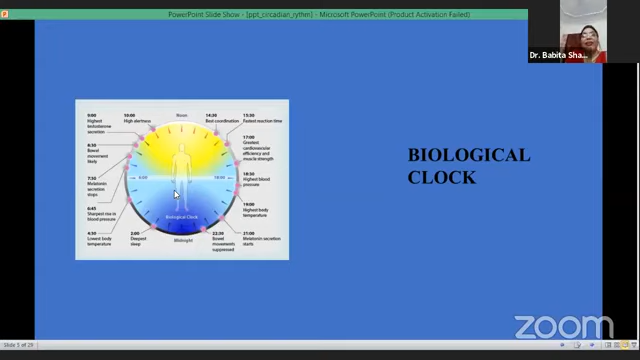 PowerPoint Slide Show - [ppt_circadian_rythm] - Microsoft PowerPoint (Product Activation Failed)
Dr. Babita Sha...
BIOLOGICAL
CLOCK
Noon
9:00
Highest
testosterone
secretion
10:00
High alertness
14:30
Best coordination
15:30
Fastest reaction time
8:30
Bowel
movement likely
17:00
Greatest
cardiovascular
efficiency and
muscle strength
7:30
Melatonin
secretion
stops
6:00
18:00
18:30
Highest blood
pressure
6:45
Sharpest rise in
blood pressure
19:00
Highest body
temperature
Biological Clock
4:30
Lowest body
temperature
2:00
Deepest
sleep
Midnight
22:30
Bowel
movements
suppressed
21:00
Melatonin secretion
starts
zoom
Slide 5 of 29